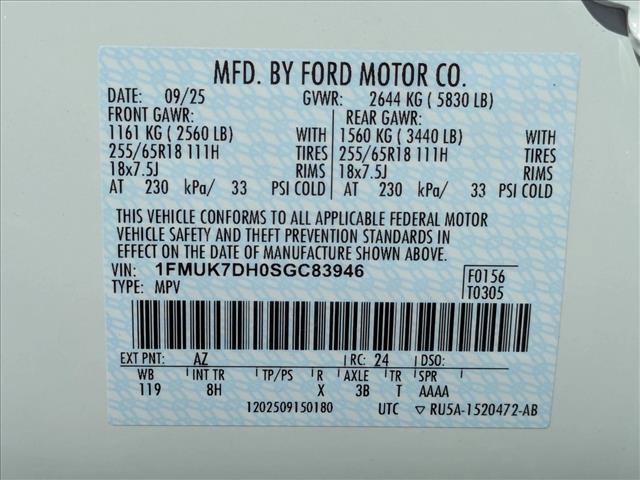 MFD. BY FORD MOTOR CO.
DATE: 09/25 GVWR: 2644 KG ( 5830 LB)
FRONT GAWR: REAR GAWR:
1161 KG ( 2560 LB) WITH 1560 KG ( 3440 LB) WITH
255/65R18 111H TIRES 255/65R18 111H TIRES
18x7.5J RIMS 18x7.5J RIMS
AT 230 kPa/ 33 PSI COLD AT 230 kPa/ 33 PSI COLD
THIS VEHICLE CONFORMS TO ALL APPLICABLE FEDERAL MOTOR
VEHICLE SAFETY AND THEFT PREVENTION STANDARDS IN
EFFECT ON THE DATE OF MANUFACTURE SHOWN ABOVE.
VIN: 1FMUK7DH0SGC83946 F0156
TYPE: MPV T0305
EXT PNT: AZ RC: 24 DSO:
WB INT TR TP/PS R AXLE TR SPR
119 8H X 3B T AAAA
1202509150180 UTC ▽ RU5A-1520472-AB